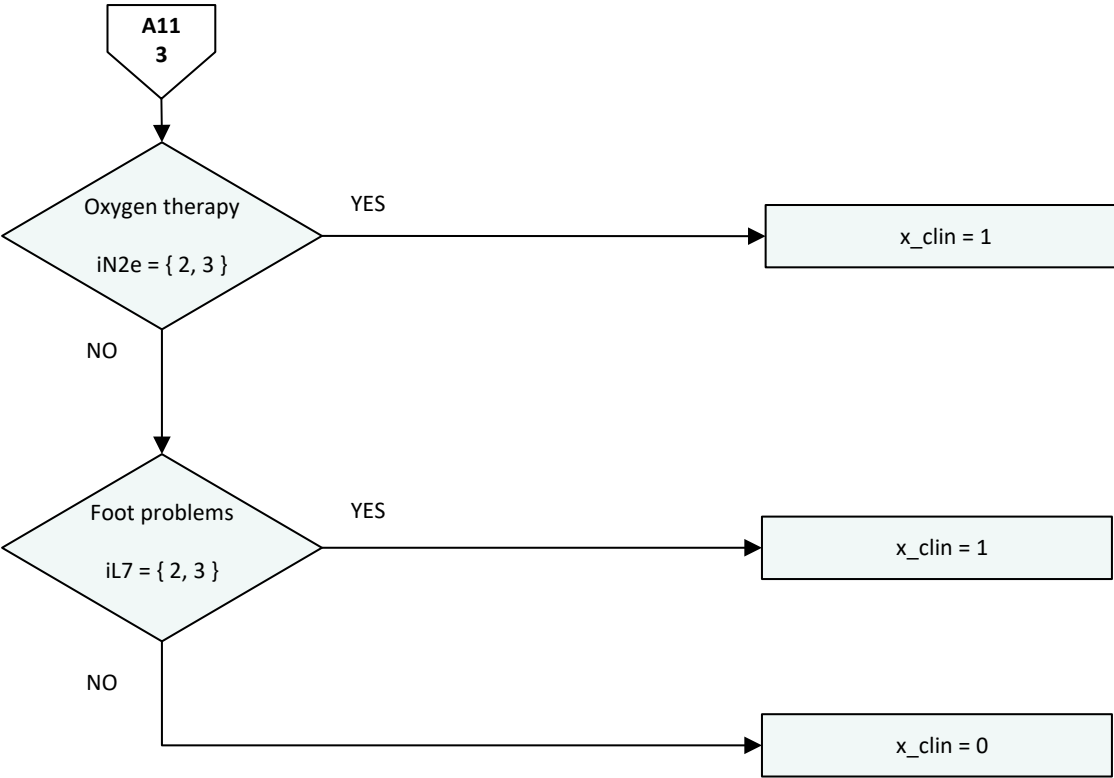 A11
3
Oxygen therapy
iN2e = { 2, 3 }
YES
x_clin = 1
NO
Foot problems
iL7 = { 2, 3 }
YES
x_clin = 1
NO
x_clin = 0